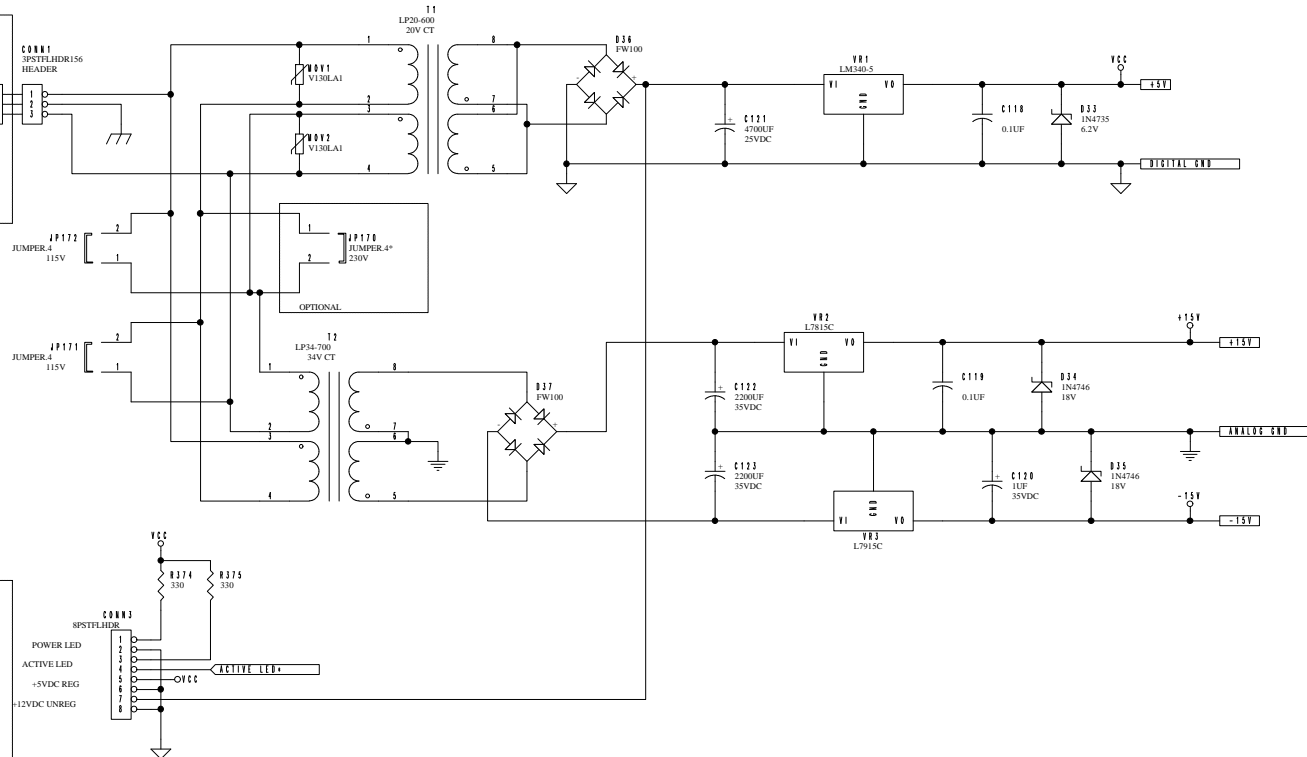 T1
LP20-600
20V CT
CONN1
3PSTFLHDR156
HEADER
1
2
3
MOV1
V130LA1
MOV2
V130LA1
1
2
3
4
8
7
6
5
D36
FW100
-
+
VR1
LM340-5
VI
VO
GND
C121
4700UF
25VDC
+
C118
0.1UF
D33
1N4735
6.2V
VCC
+5V
DIGITAL GND
JP172
JUMPER.4
115V
2
1
JP170
JUMPER.4*
230V
1
2
OPTIONAL
JP171
JUMPER.4
115V
2
1
T2
LP34-700
34V CT
1
2
3
4
8
7
6
5
D37
FW100
-
+
VR2
L7815C
VI
VO
GND
C122
2200UF
35VDC
+
C123
2200UF
35VDC
+
C119
0.1UF
D34
1N4746
18V
+15V
+15V
ANALOG GND
C120
1UF
35VDC
+
D35
1N4746
18V
-15V
-15V
GND
VI
VO
VR3
L7915C
VCC
R374
330
R375
330
CONN3
8PSTFLHDR
POWER LED
ACTIVE LED
+5VDC REG
+12VDC UNREG
1
2
3
4
5
6
7
8
ACTIVE LED*
VCC